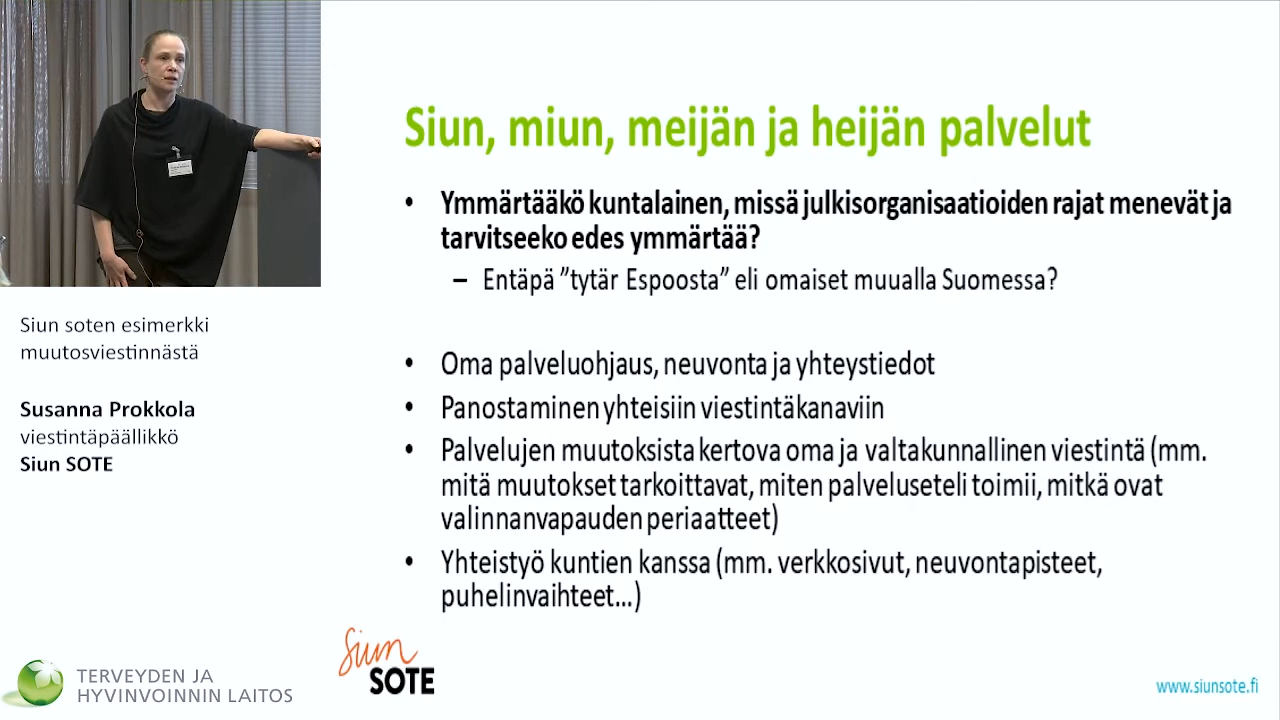 Siun, miun, meijän ja heijän palvelut
• Ymmärtääkö kuntalainen, missä julkisorganisaatioiden rajat menevät ja
tarvitseeko edes ymmärtää?
– Entäpä ”tytär Espoosta” eli omaiset muualla Suomessa?
• Oma palveluohjaus, neuvonta ja yhteystiedot
• Panostaminen yhteisiin viestintäkanaviin
• Palvelujen muutoksista kertova oma ja valtakunnallinen viestintä (mm.
mitä muutokset tarkoittavat, miten palveluseteli toimii, mitkä ovat
valinnanvapauden periaatteet)
• Yhteistyö kuntien kanssa (mm. verkkosivut, neuvontapisteet,
puhelinvaihteet...)
Siun soten esimerkki
muutosviestinnästä
Susanna Prokkola
viestintäpäällikkö
Siun SOTE
TERVEYDEN JA
HYVINVOINNIN LAITOS
Siun
SOTE
www.siunsote.fi